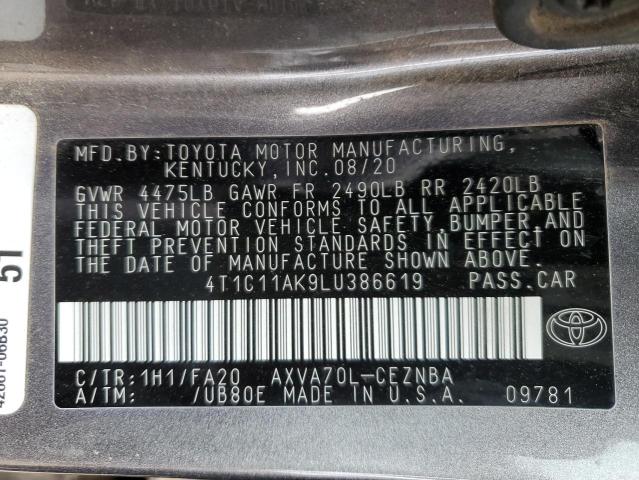 MFD.BY:TOYOTA MOTOR MANUFACTURING,
KENTUCKY, INC.08/20
GVWR 4475LB GAWR FR 2490LB RR 2420LB
THIS VEHICLE CONFORMS TO ALL APPLICABLE
FEDERAL MOTOR VEHICLE SAFETY,BUMPER,AND
THEFT PREVENTION STANDARDS IN EFFECT ON
THE DATE OF MANUFACTURE SHOWN ABOVE.
4T1C11AK9LU386619 PASS.CAR
C/TR:1H1/FA20 AXVA70L-CEZNBA
A/TM: /UB80E MADE IN U.S.A. 09781
51